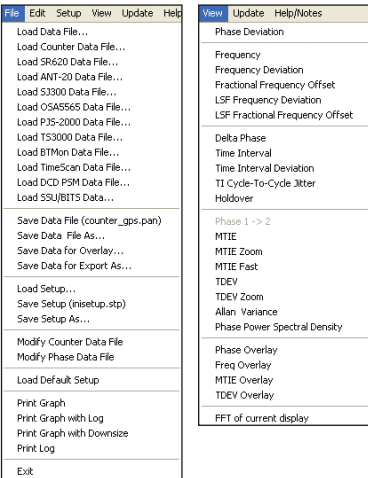 File Edit Setup View Update Help
Load Data File...
Load Counter Data File...
Load SR620 Data File...
Load ANT-20 Data File...
Load SJ300 Data File...
Load OSA5565 Data File...
Load PJS-2000 Data File...
Load TS3000 Data File...
Load BTMon Data File...
Load TimeScan Data File...
Load DCD PSM Data File...
Load SSU/BITS Data...
Save Data File (counter_gps.pan)
Save Data File As...
Save Data for Overlay...
Save Data for Export As...
Load Setup...
Save Setup (inisetup.stp)
Save Setup As...
Modify Counter Data File
Modify Phase Data File
Load Default Setup
Print Graph
Print Graph with Log
Print Graph with Downsize
Print Log
Exit
View Update Help/Notes
Phase Deviation
Frequency
Frequency Deviation
Fractional Frequency Offset
LSF Frequency Deviation
LSF Fractional Frequency Offset
Delta Phase
Time Interval
Time Interval Deviation
TI Cycle-To-Cycle Jitter
Holdover
Phase 1 -> 2
MTIE
MTIE Zoom
MTIE Fast
TDEV
TDEV Zoom
Allan Variance
Phase Power Spectral Density
Phase Overlay
Freq Overlay
MTIE Overlay
TDEV Overlay
FFT of current display